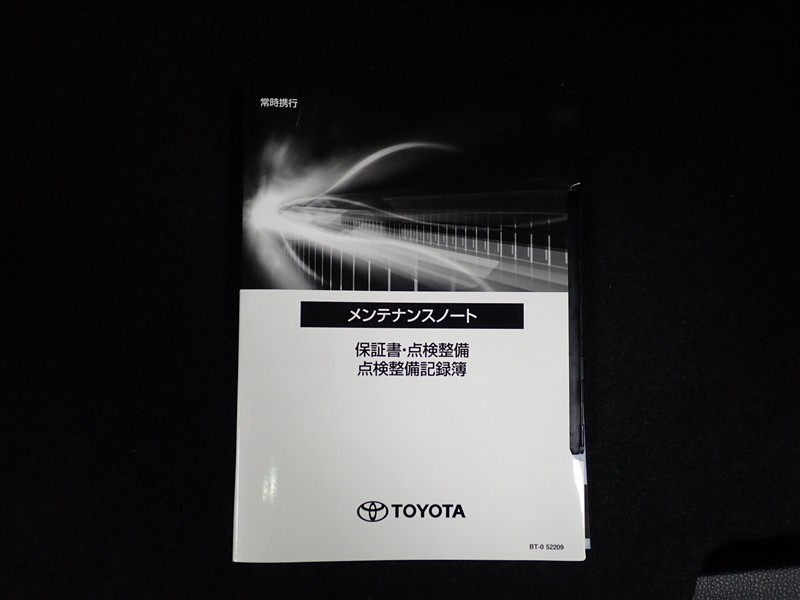 常時携行
メンテナンスノート
保証書・点検整備
点検整備記録簿
TOYOTA
BT-0 52209